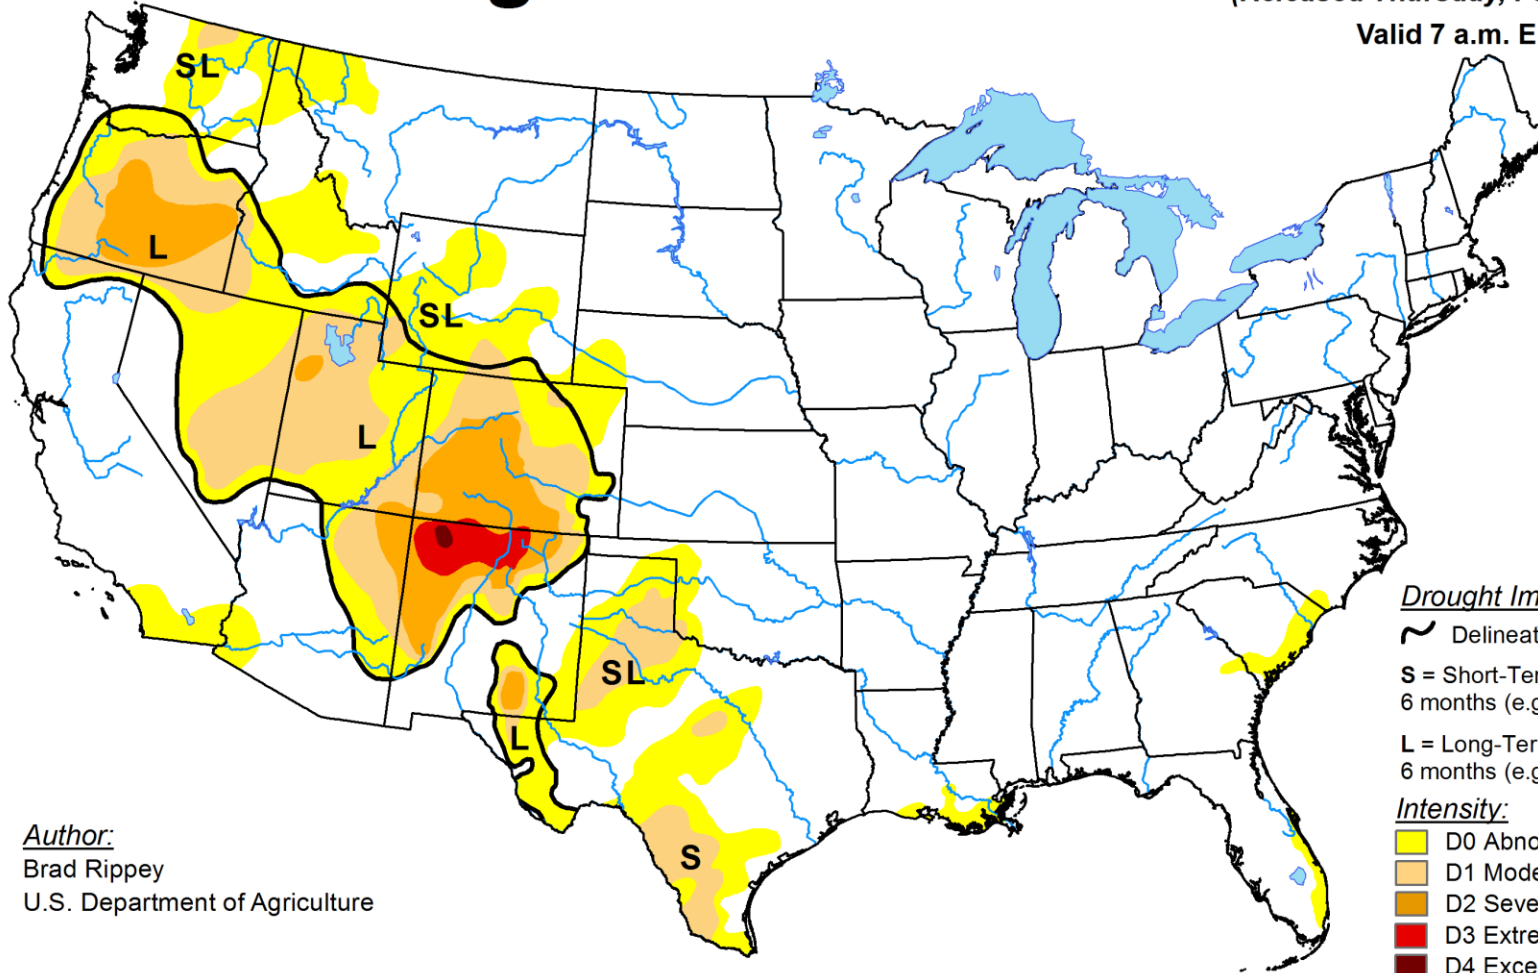 Valid 7 a.m. E
SL
L
SL
L
SL
L
S
Drought Im
Delineat
S = Short-Ter
6 months (e.g
L = Long-Ter
6 months (e.g
Intensity:
D0 Abno
D1 Mode
D2 Seve
D3 Extre
D4 Exce
Author:
Brad Rippey
U.S. Department of Agriculture